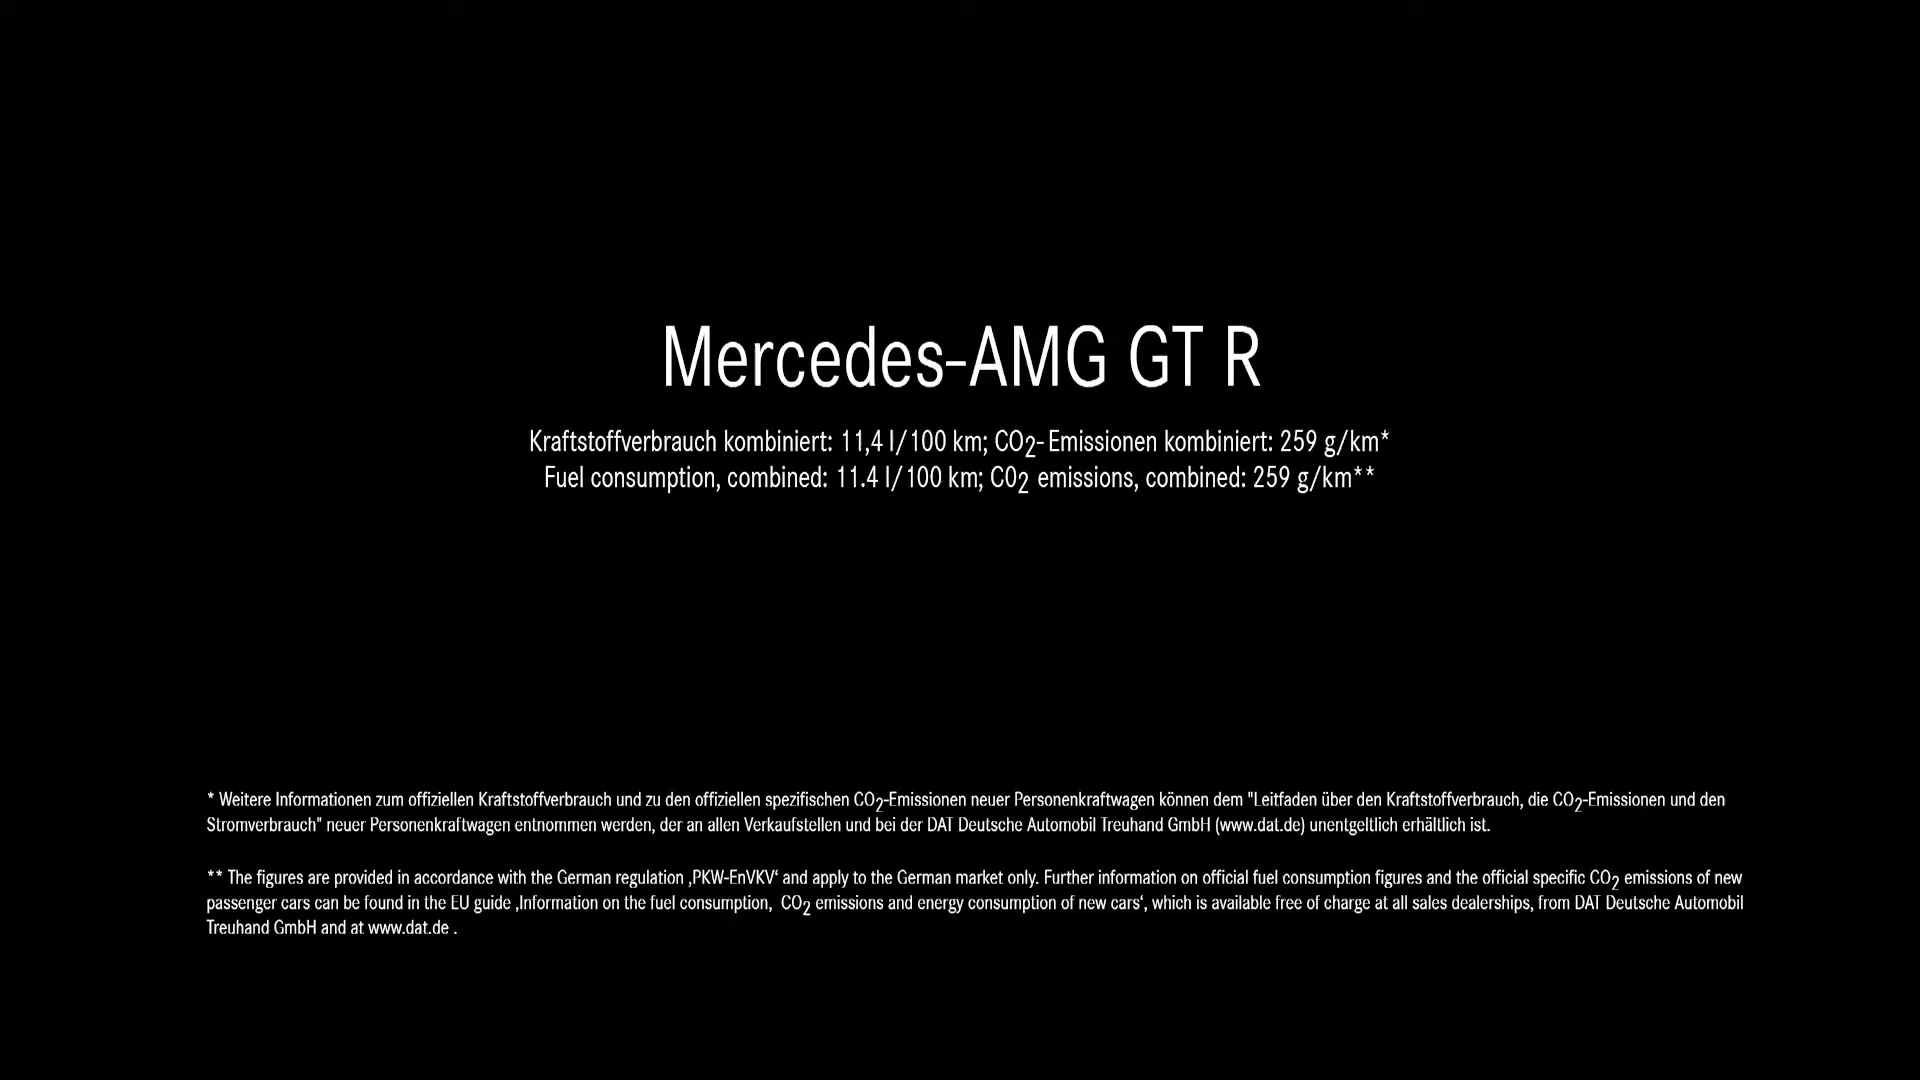 Mercedes-AMG GT R
Kraftstoffverbrauch kombiniert: 11,4 l/100 km; CO2-Emissionen kombiniert: 259 g/km*
Fuel consumption, combined: 11.4 l/100 km; CO2 emissions, combined: 259 g/km**
* Weitere Informationen zum offiziellen Kraftstoffverbrauch und zu den offiziellen spezifischen CO2-Emissionen neuer Personenkraftwagen können dem "Leitfaden über den Kraftstoffverbrauch, die CO2-Emissionen und den
Stromverbrauch" neuer Personenkraftwagen entnommen werden, der an allen Verkaufstellen und bei der DAT Deutsche Automobil Treuhand GmbH (www.dat.de) unentgeltlich erhältlich ist.
** The figures are provided in accordance with the German regulation ‚PKW-EnVKV‘ and apply to the German market only. Further information on official fuel consumption figures and the official specific CO2 emissions of new
passenger cars can be found in the EU guide ‚Information on the fuel consumption, CO2 emissions and energy consumption of new cars‘, which is available free of charge at all sales dealerships, from DAT Deutsche Automobil
Treuhand GmbH and at www.dat.de .